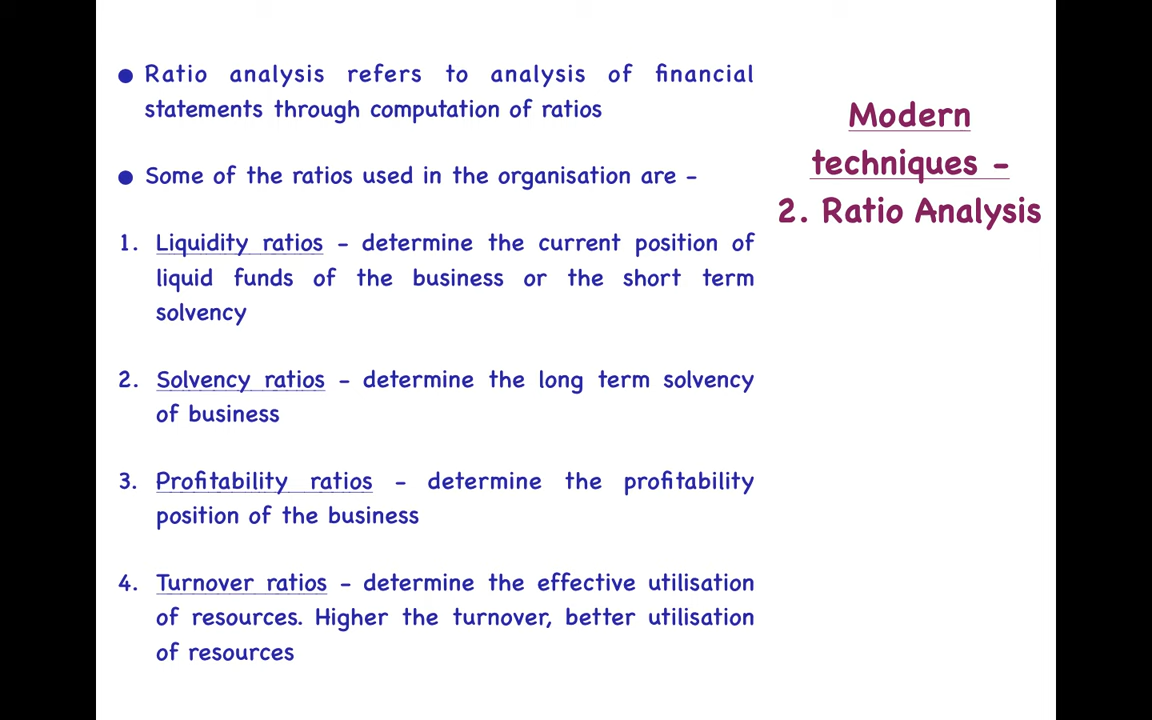 ● Ratio analysis refers to analysis of financial
statements through computation of ratios
● Some of the ratios used in the organisation are -
1. Liquidity ratios - determine the current position of
liquid funds of the business or the short term
solvency
2. Solvency ratios - determine the long term solvency
of business
3. Profitability ratios - determine the profitability
position of the business
4. Turnover ratios - determine the effective utilisation
of resources. Higher the turnover, better utilisation
of resources
Modern
techniques -
2. Ratio Analysis